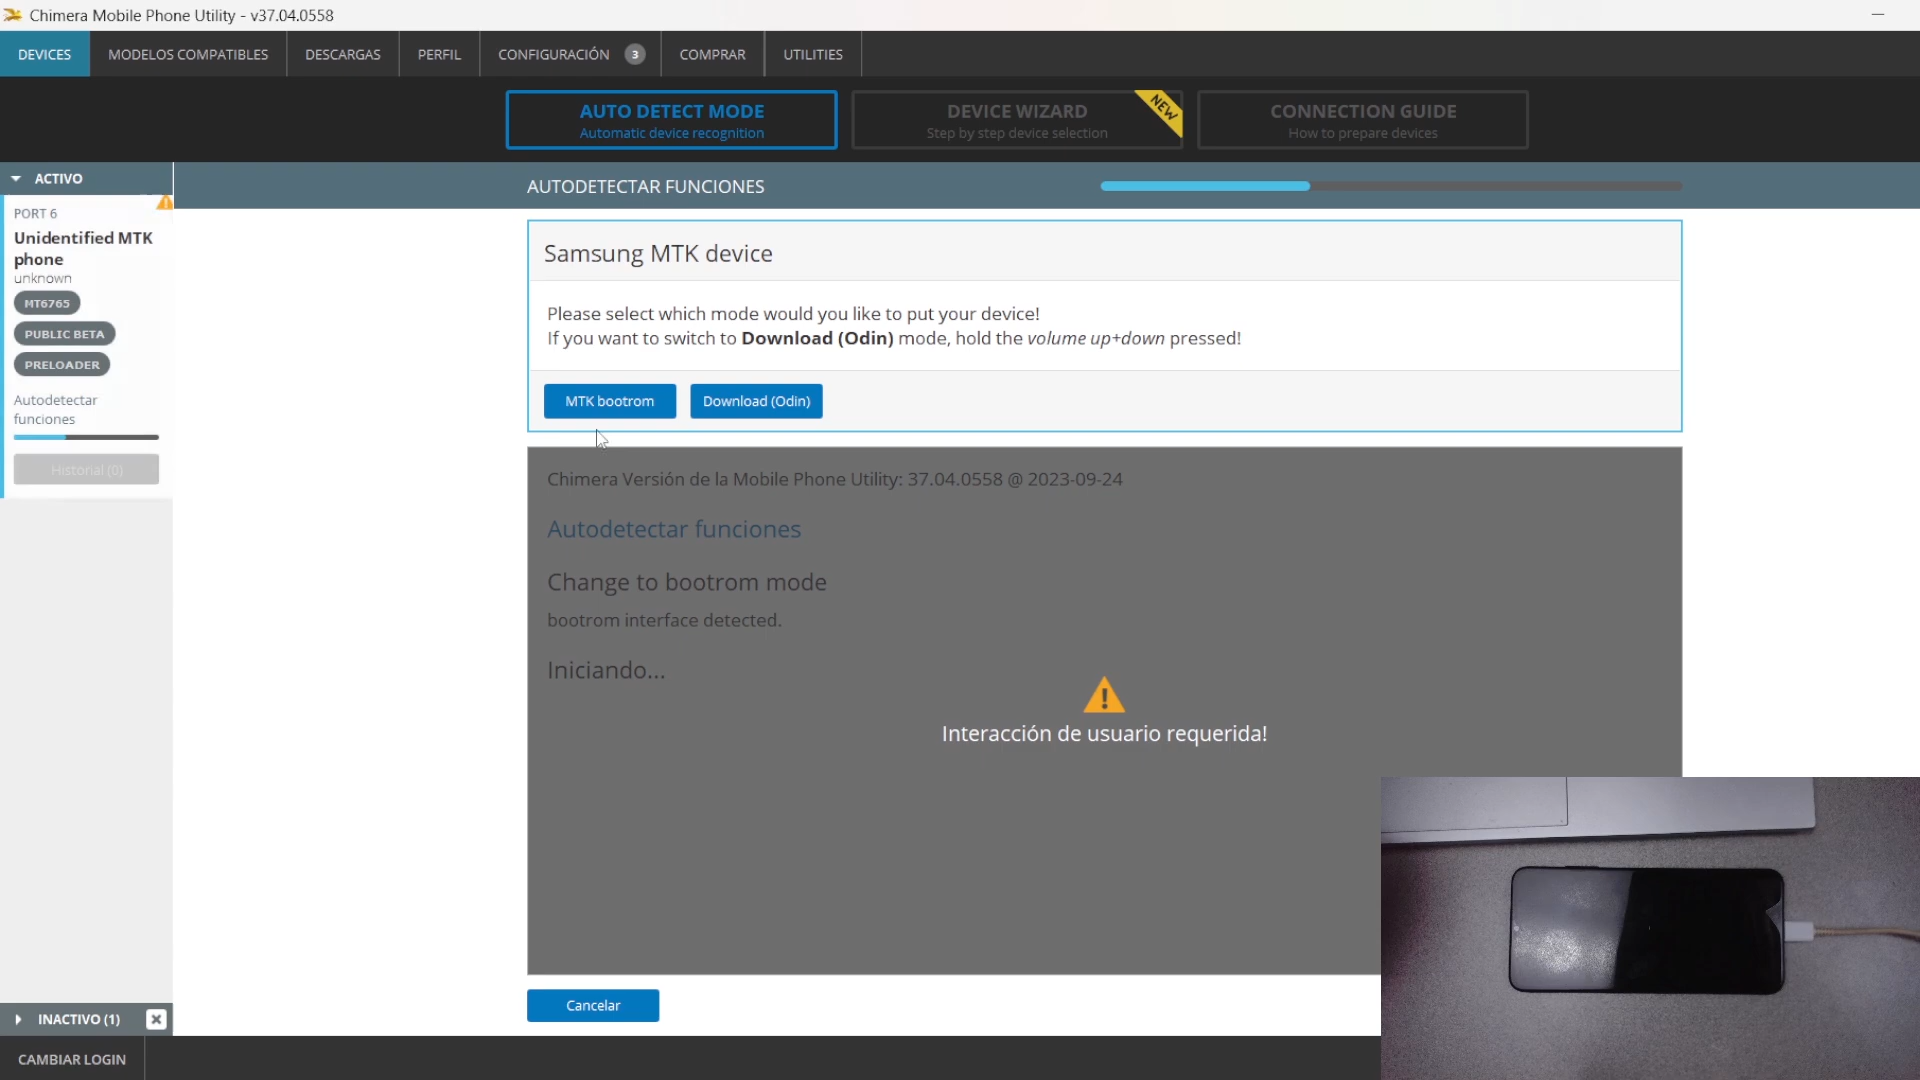 Chimera Mobile Phone Utility - v37.04.0558
DEVICES
MODELOS COMPATIBLES
DESCARGAS
PERFIL
CONFIGURACIÓN 3
COMPRAR
UTILITIES
AUTO DETECT MODE
Automatic device recognition
DEVICE WIZARD
Step by step device selection
NEW
CONNECTION GUIDE
How to prepare devices
ACTIVO
PORT 6
Unidentified MTK
phone
unknown
MT6765
PUBLIC BETA
PRELOADER
Autodetectar
funciones
Historial (0)
AUTODETECTAR FUNCIONES
Samsung MTK device
Please select which mode would you like to put your device!
If you want to switch to Download (Odin) mode, hold the volume up+down pressed!
MTK bootrom
Download (Odin)
Chimera Versión de la Mobile Phone Utility: 37.04.0558 @ 2023-09-24
Autodetectar funciones
Change to bootrom mode
bootrom interface detected.
Iniciando...
Interacción de usuario requerida!
Cancelar
INACTIVO (1)
CAMBIAR LOGIN